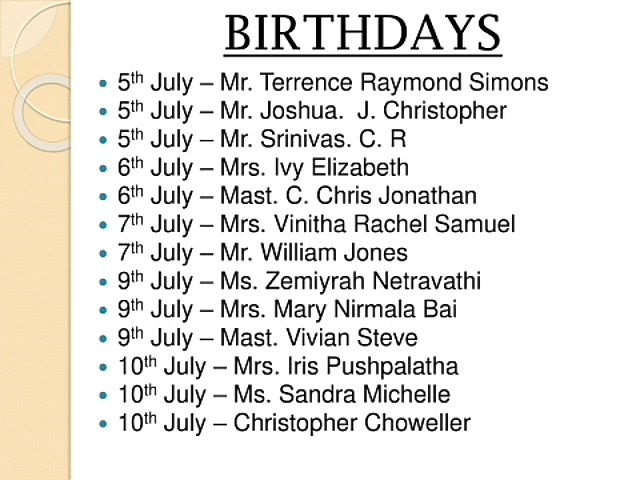 BIRTHDAYS
• 5th July – Mr. Terrence Raymond Simons
• 5th July – Mr. Joshua.  J. Christopher
• 5th July – Mr. Srinivas. C. R
• 6th July – Mrs. Ivy Elizabeth
• 6th July – Mast. C. Chris Jonathan
• 7th July – Mrs. Vinitha Rachel Samuel
• 7th July – Mr. William Jones
• 9th July – Ms. Zemiyrah Netravathi
• 9th July – Mrs. Mary Nirmala Bai
• 9th July – Mast. Vivian Steve
• 10th July – Mrs. Iris Pushpalatha
• 10th July – Ms. Sandra Michelle
• 10th July – Christopher Choweller